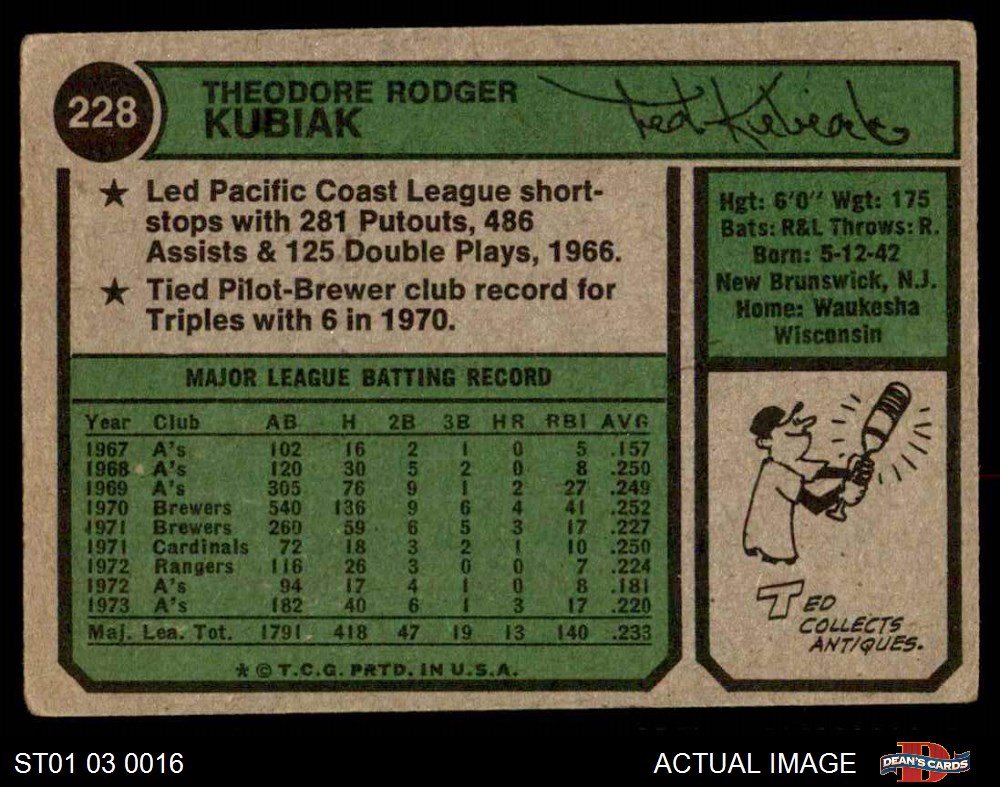 228
THEODORE RODGER
KUBIAK
Ted Kubiak
★ Led Pacific Coast League short-
stops with 281 Putouts, 486
Assists & 125 Double Plays, 1966.
★ Tied Pilot-Brewer club record for
Triples with 6 in 1970.
Hgt: 6'0" Wgt: 175
Bats: R&L Throws: R.
Born: 5-12-42
New Brunswick, N.J.
Home: Waukesha
Wisconsin
MAJOR LEAGUE BATTING RECORD
Year Club AB H 2B 3B HR RBI AVG
1967 A's 102 16 2 1 0 5 .157
1968 A's 120 30 5 2 0 8 .250
1969 A's 305 76 9 1 2 27 .249
1970 Brewers 540 136 9 6 4 41 .252
1971 Brewers 260 59 6 5 3 17 .227
1971 Cardinals 72 18 3 2 1 10 .250
1972 Rangers 116 26 3 0 0 7 .224
1972 A's 94 17 4 1 0 8 .181
1973 A's 182 40 6 1 3 17 .220
Maj. Lea. Tot. 1791 418 47 19 13 140 .233
* © T.C.G. PRTD. IN U.S.A.
TED
COLLECTS
ANTIQUES.
ST01 03 0016
ACTUAL IMAGE
D
DEAN'S CARDS